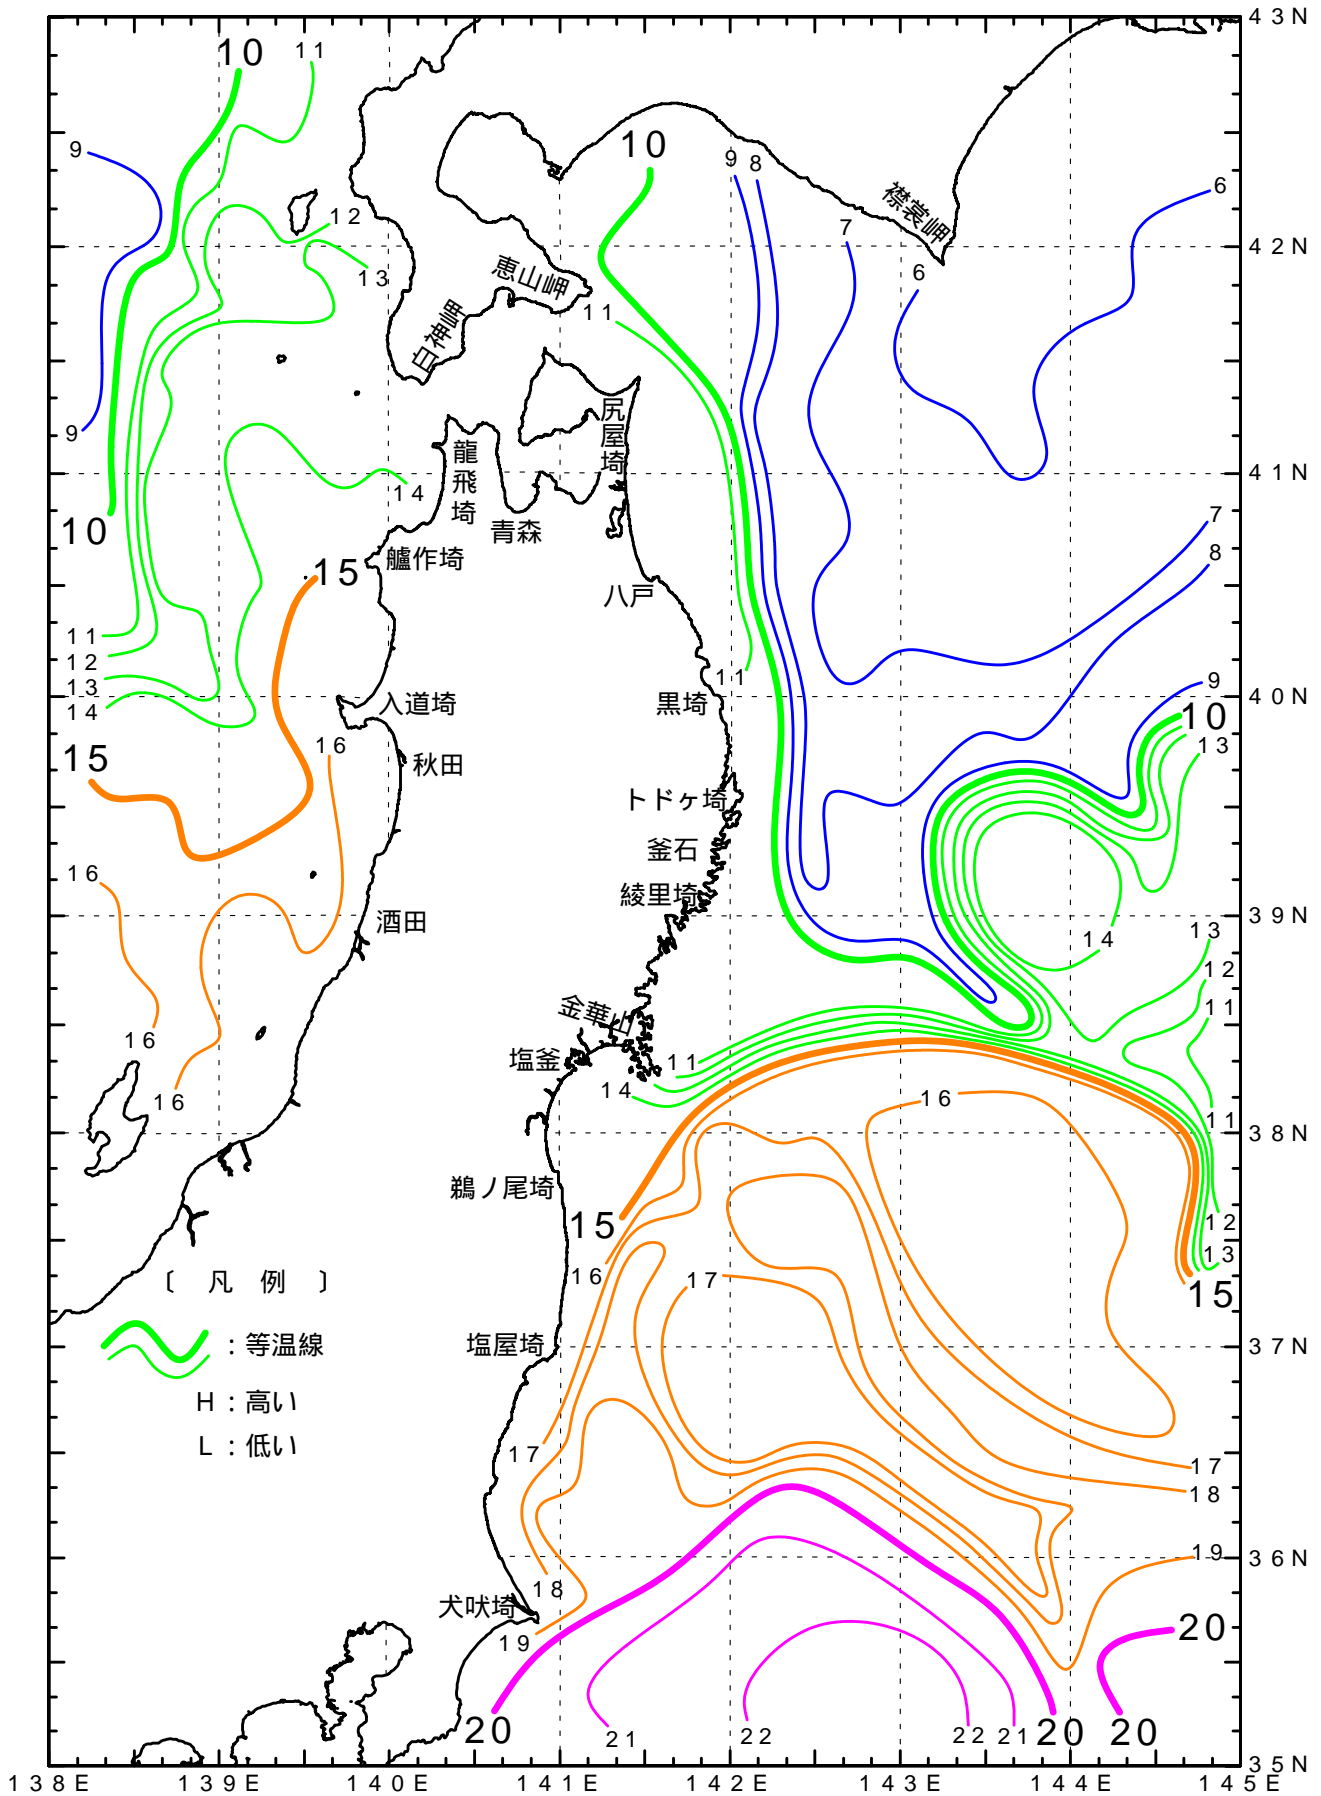 43N
10
11
9
10
9
8
襟裳岬
6
12
7
42N
13
恵山岬
6
11
白神岬
9
尻屋埼
龍飛埼
41N
14
10
青森
7
艫作埼
15
8
八戸
11
12
13
14
11
9
入道埼
黒埼
40N
10
16
13
15
秋田
トドヶ埼
釜石
16
綾里埼
酒田
39N
14
13
12
11
金華山
16
塩釜
11
14
16
16
11
38N
鵜ノ尾埼
15
12
13
16
17
15
〔 凡 例 〕
塩屋埼
37N
:等温線
H:高い
L:低い
17
17
18
19
36N
18
犬吠埼
19
20
20
21
22
22
21
20
20
35N
138E
139E
140E
141E
142E
143E
144E
145E